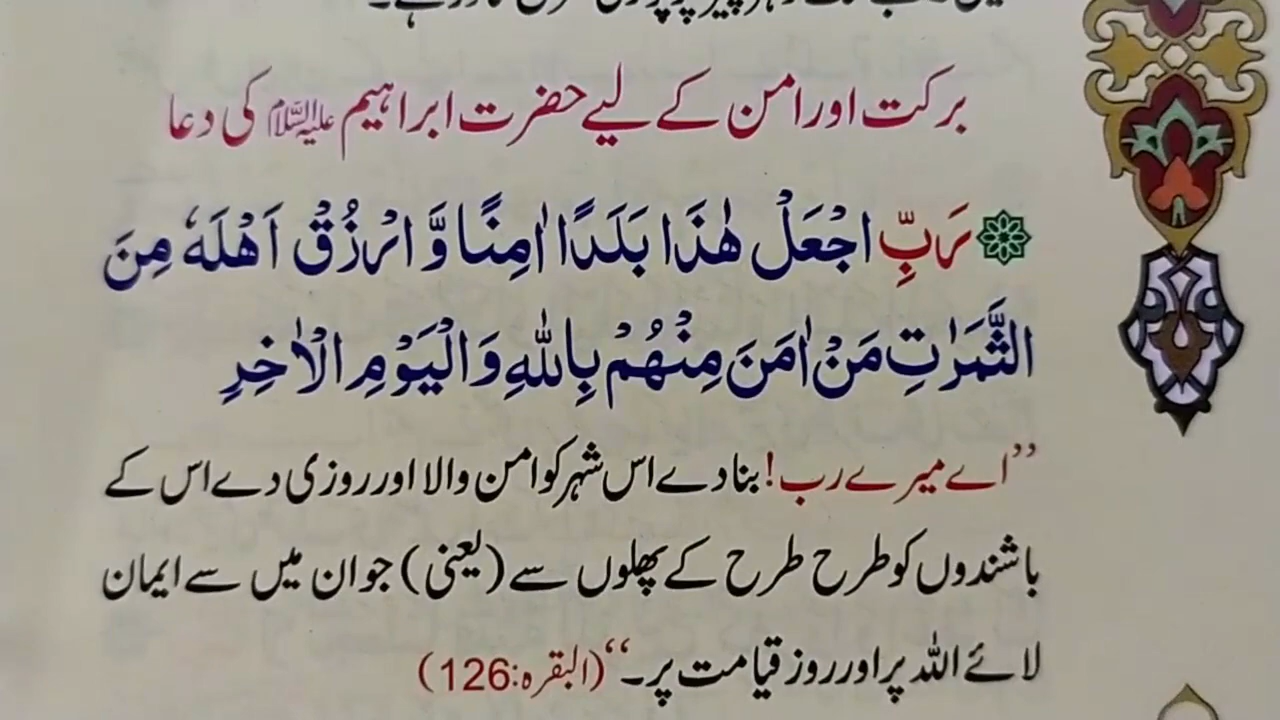 برکت اور امن کے لیے حضرت ابراہیم علیہ السلام کی دعا
رَبِّ اجْعَلْ هٰذَا بَلَدًا اٰمِنًا وَّ ارْزُقْ اَهْلَهٗ مِنَ
الثَّمَرٰتِ مَنْ اٰمَنَ مِنْهُمْ بِاللّٰهِ وَ الْیَوْمِ الْاٰخِرِ
”اے میرے رب! بنا دے اس شہر کو امن والا اور روزی دے اس کے
باشندوں کو طرح طرح کے پھلوں سے (یعنی) جو ان میں سے ایمان
لائے اللہ پر اور روز قیامت پر۔“ (البقرہ:126)